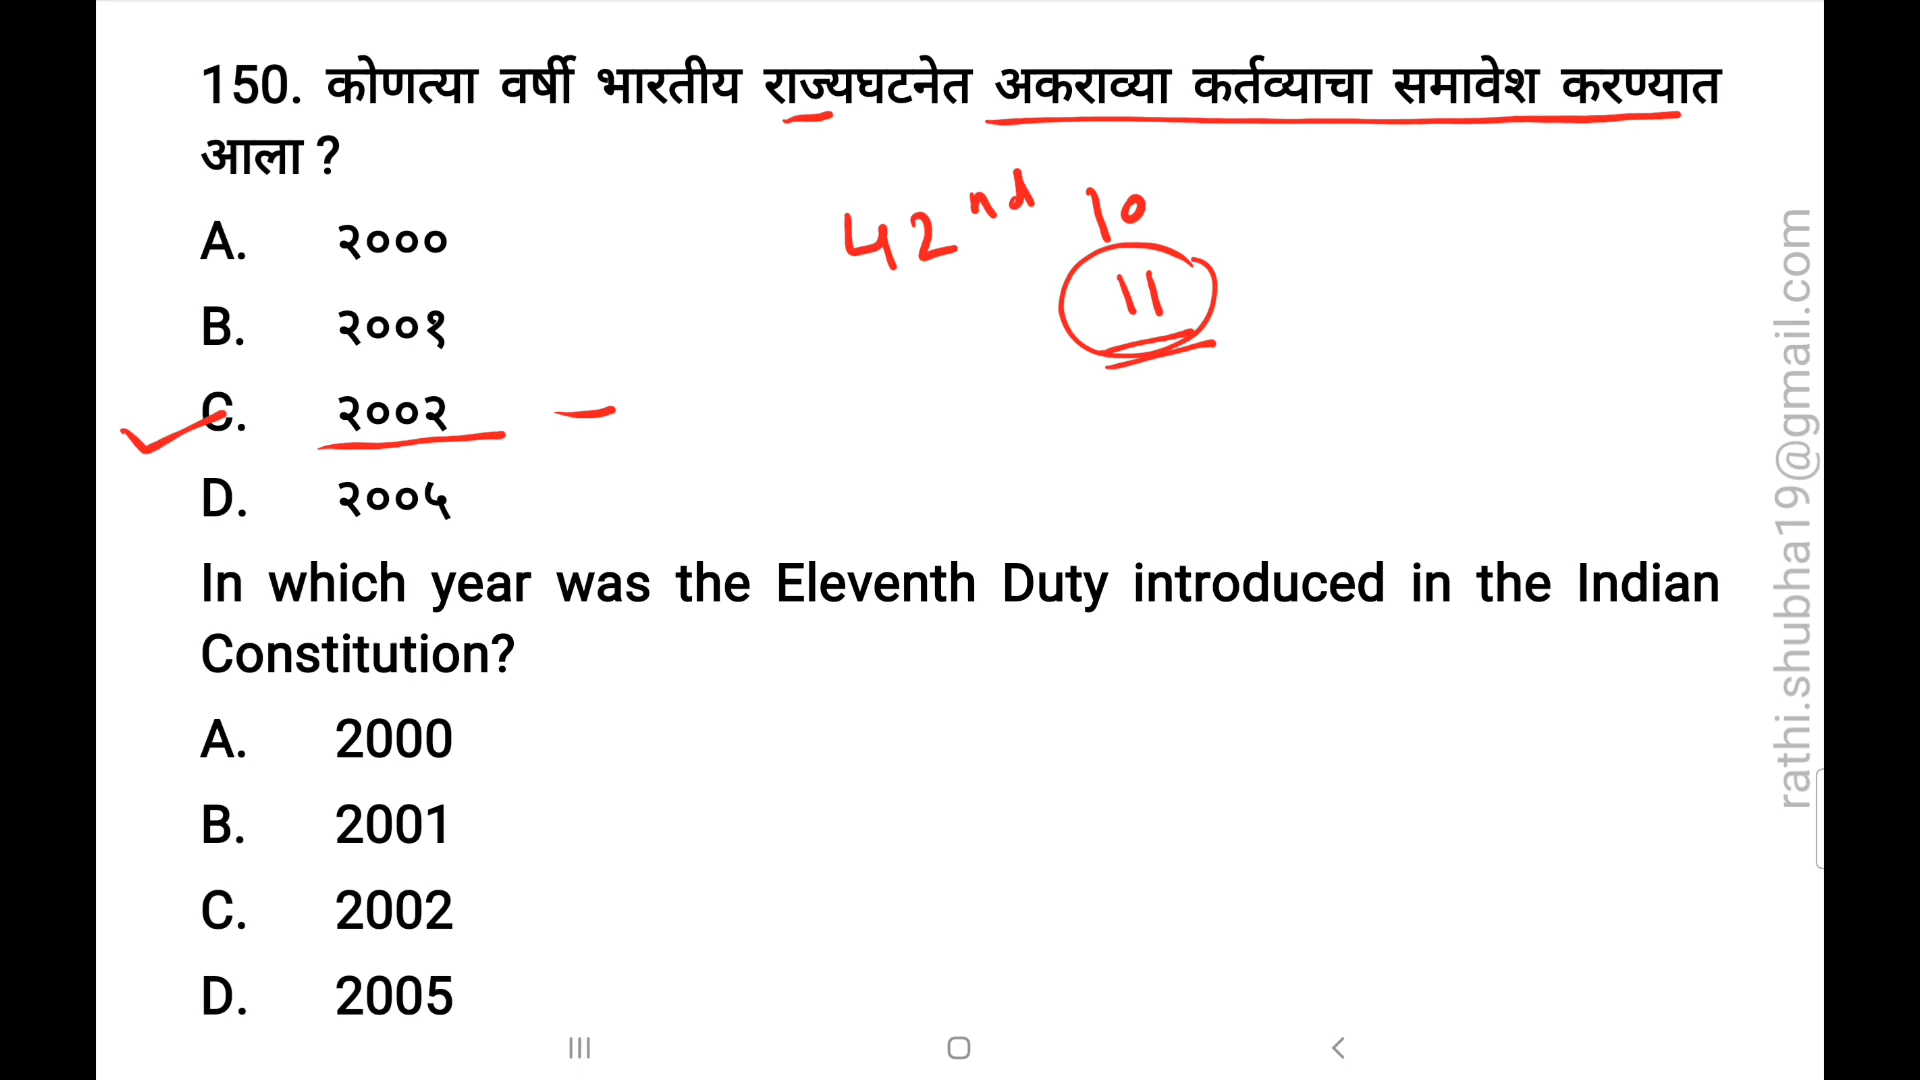 150. कोणत्या वर्षी भारतीय राज्यघटनेत अकराव्या कर्तव्याचा समावेश करण्यात
आला ?
42nd 10
11
A. २०००
B. २००१
C. २००२
D. २००५
In which year was the Eleventh Duty introduced in the Indian
Constitution?
A. 2000
B. 2001
C. 2002
D. 2005
rathi.shubha19@gmail.com